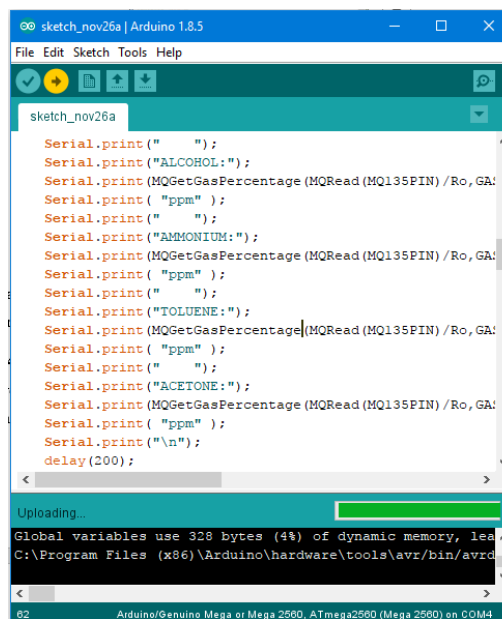 sketch_nov26a | Arduino 1.8.5
File Edit Sketch Tools Help
sketch_nov26a
Serial.print("    ");
Serial.print("ALCOHOL:");
Serial.print(MQGetGasPercentage(MQRead(MQ135PIN)/Ro,GAS
Serial.print( "ppm" );
Serial.print("    ");
Serial.print("AMMONIUM:");
Serial.print(MQGetGasPercentage(MQRead(MQ135PIN)/Ro,GAS
Serial.print( "ppm" );
Serial.print("    ");
Serial.print("TOLUENE:");
Serial.print(MQGetGasPercentage(MQRead(MQ135PIN)/Ro,GAS
Serial.print( "ppm" );
Serial.print("    ");
Serial.print("ACETONE:");
Serial.print(MQGetGasPercentage(MQRead(MQ135PIN)/Ro,GAS
Serial.print( "ppm" );
Serial.print("\n");
delay(200);
Uploading...
Global variables use 328 bytes (4%) of dynamic memory, lea
C:\Program Files (x86)\Arduino\hardware\tools\avr/bin/avrd
62 Arduino/Genuino Mega or Mega 2560, ATmega2560 (Mega 2560) on COM4